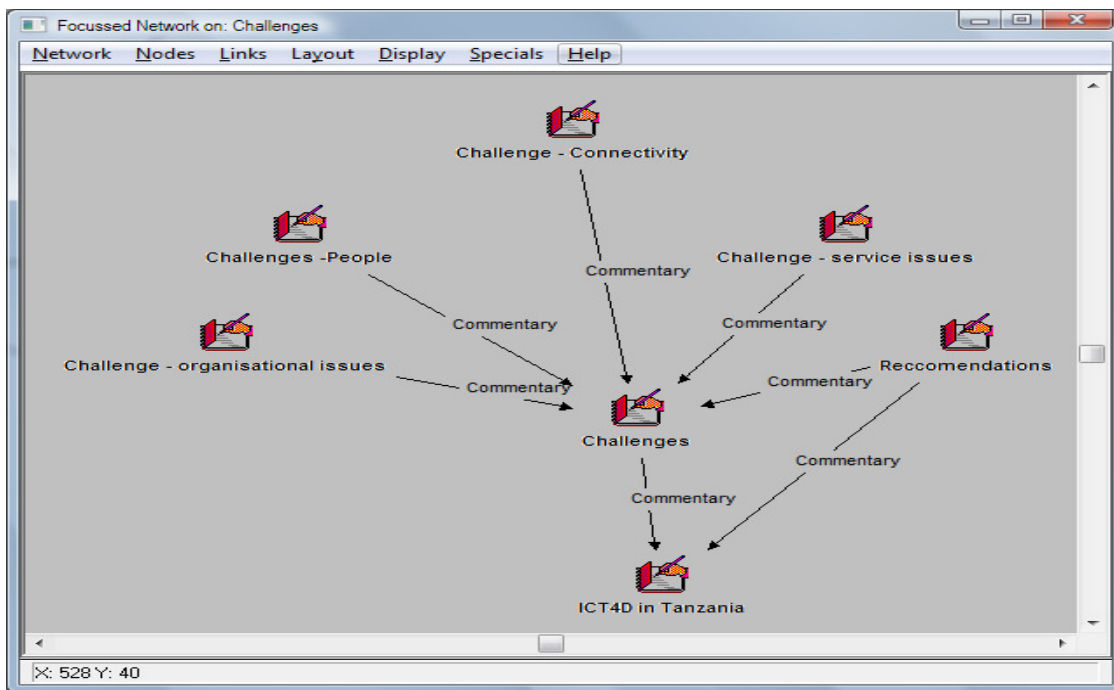 Focussed Network on: Challenges
Network Nodes Links Layout Display Specials Help
Challenge - Connectivity
Challenges -People
Challenge - service issues
Commentary
Commentary
Commentary
Challenge - organisational issues
Reccomendations
Commentary
Commentary
Challenges
Commentary
Commentary
ICT4D in Tanzania
X: 528 Y: 40